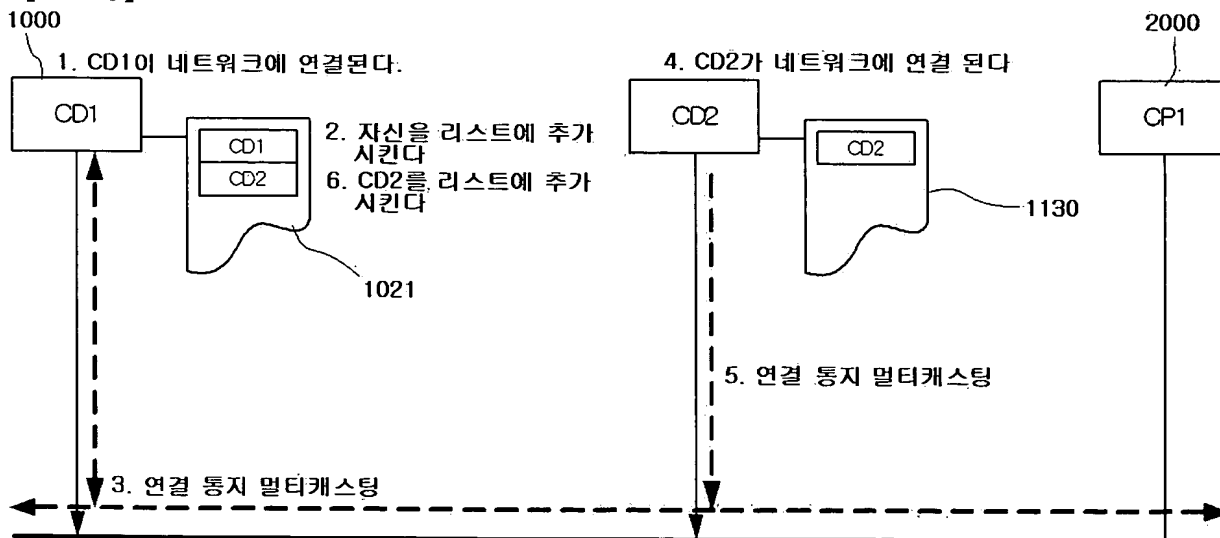 1000
1. CD1이 네트워크에 연결된다.
CD1
CD1
CD2
2. 자신을 리스트에 추가
시킨다
6. CD2를 리스트에 추가
시킨다
1021
4. CD2가 네트워크에 연결 된다
CD2
CD2
1130
2000
CP1
5. 연결 통지 멀티캐스팅
3. 연결 통지 멀티캐스팅